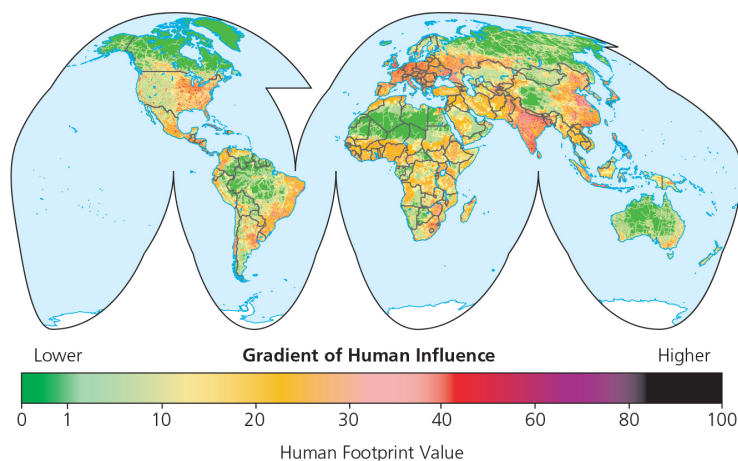 Lower Gradient of Human Influence Higher
0 1 10 20 30 40 60 80 100
Human Footprint Value